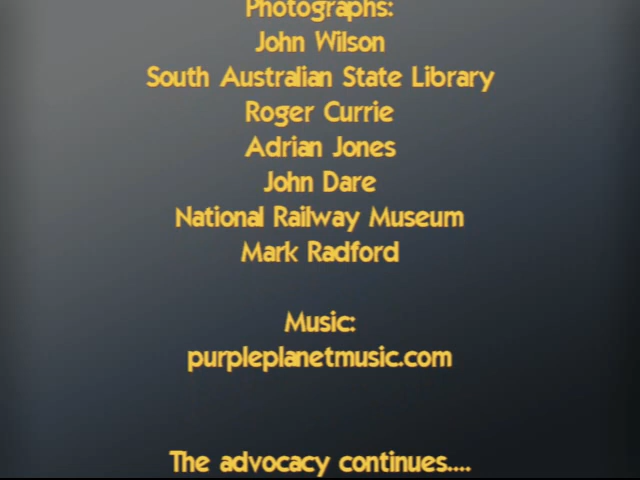 Photographs:
John Wilson
South Australian State Library
Roger Currie
Adrian Jones
John Dare
National Railway Museum
Mark Radford
Music:
purpleplanetmusic.com
The advocacy continues....